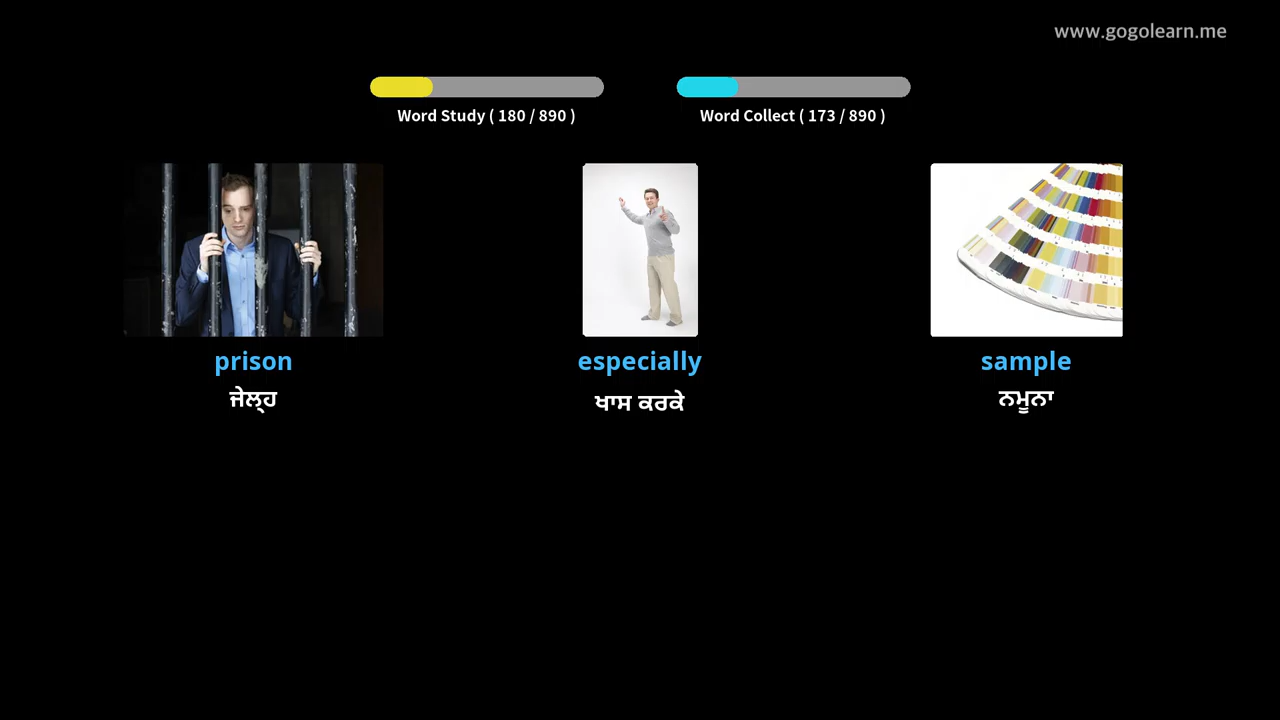 www.gogolearn.me
Word Study ( 180 / 890 )
Word Collect ( 173 / 890 )
prison
especially
sample
ਜੇਲ੍ਹ
ਖਾਸ ਕਰਕੇ
ਨਮੂਨਾ